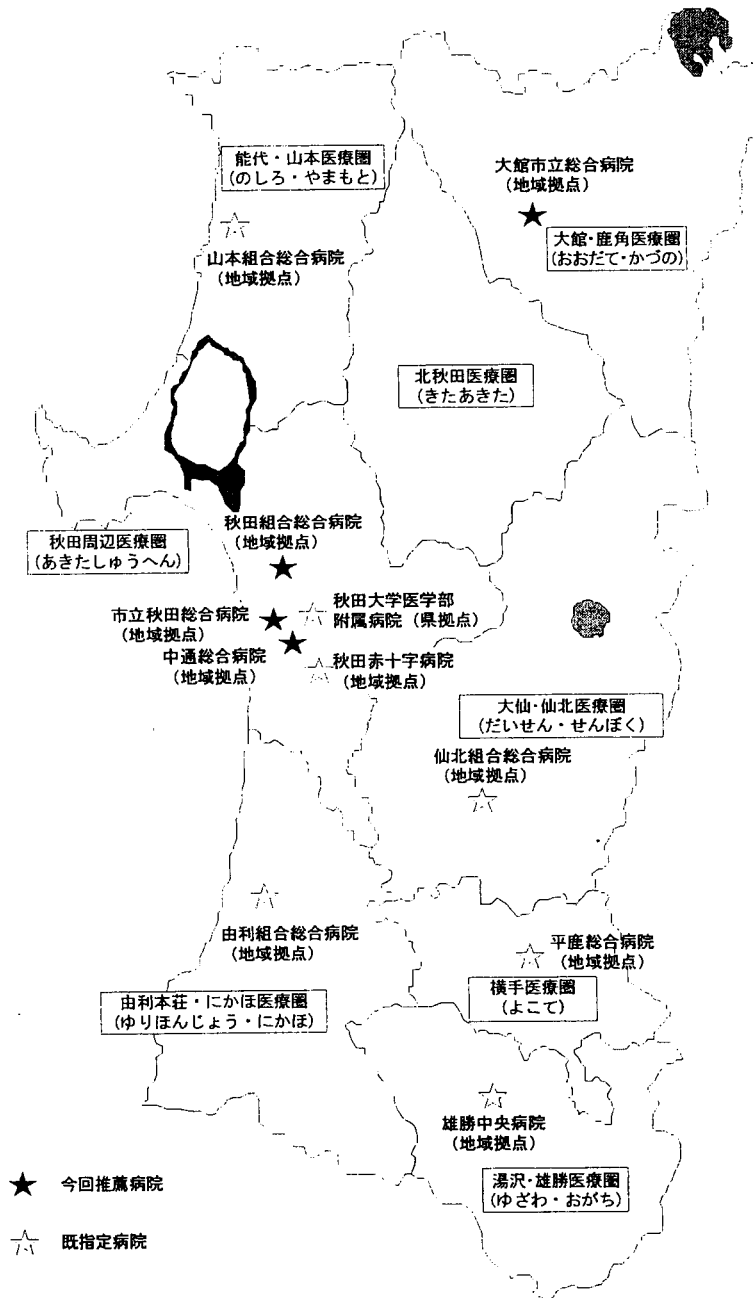 能代・山本医療圏
(のしろ・やまもと)
山本組合総合病院
(地域拠点)
大館市立総合病院
(地域拠点)
大館・鹿角医療圏
(おおだて・かづの)
北秋田医療圏
(きたあきた)
秋田周辺医療圏
(あきたしゅうへん)
秋田組合総合病院
(地域拠点)
市立秋田総合病院
(地域拠点)
中通総合病院
(地域拠点)
秋田大学医学部
附属病院(県拠点)
秋田赤十字病院
(地域拠点)
大仙・仙北医療圏
(だいせん・せんぼく)
仙北組合総合病院
(地域拠点)
由利組合総合病院
(地域拠点)
由利本荘・にかほ医療圏
(ゆりほんじょう・にかほ)
平鹿総合病院
(地域拠点)
横手医療圏
(よこて)
雄勝中央病院
(地域拠点)
湯沢・雄勝医療圏
(ゆざわ・おがち)
★ 今回推薦病院
☆ 既指定病院